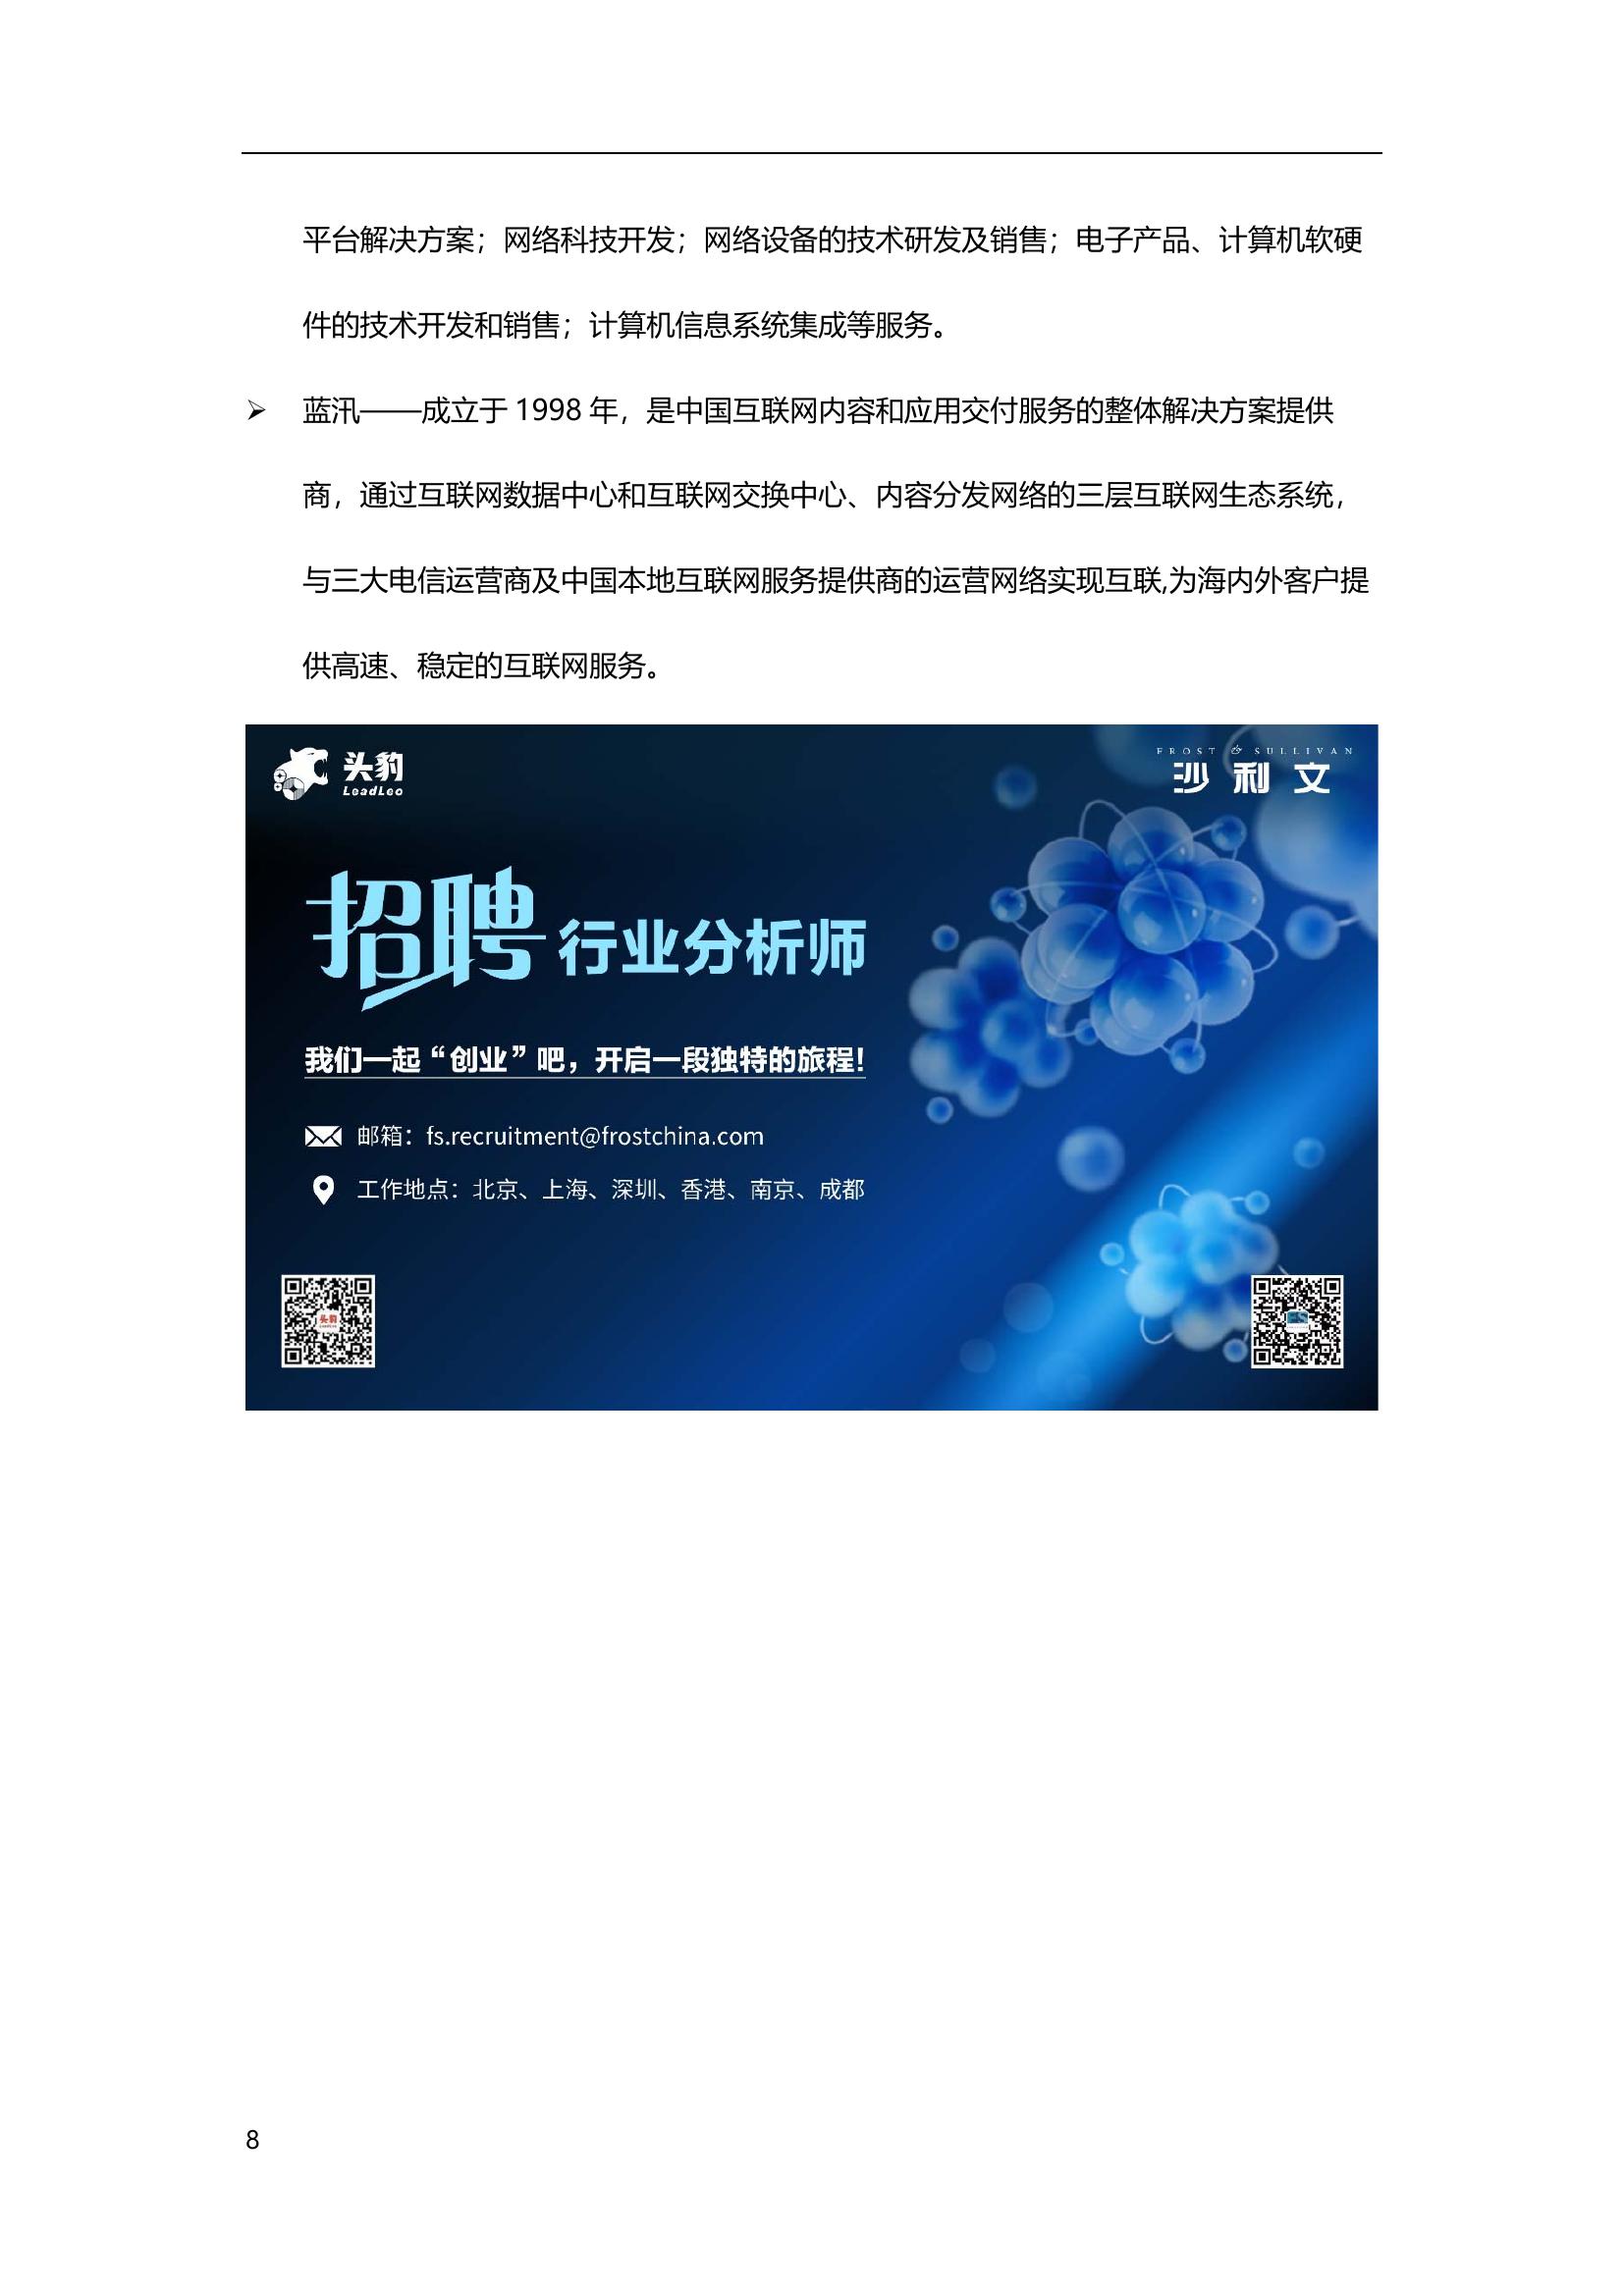 平台解决方案；网络科技开发；网络设备的技术研发及销售；电子产品、计算机软硬
件的技术开发和销售；计算机信息系统集成等服务。
蓝汛——成立于 1998 年，是中国互联网内容和应用交付服务的整体解决方案提供
商，通过互联网数据中心和互联网交换中心、内容分发网络的三层互联网生态系统，
与三大电信运营商及中国本地互联网服务提供商的运营网络实现互联,为海内外客户提
供高速、稳定的互联网服务。
头豹
LeadLeo
FROST & SULLIVAN
沙利文
招聘 行业分析师
我们一起“创业”吧，开启一段独特的旅程！
邮箱：fs.recruitment@frostchina.com
工作地点：北京、上海、深圳、香港、南京、成都
头豹
8